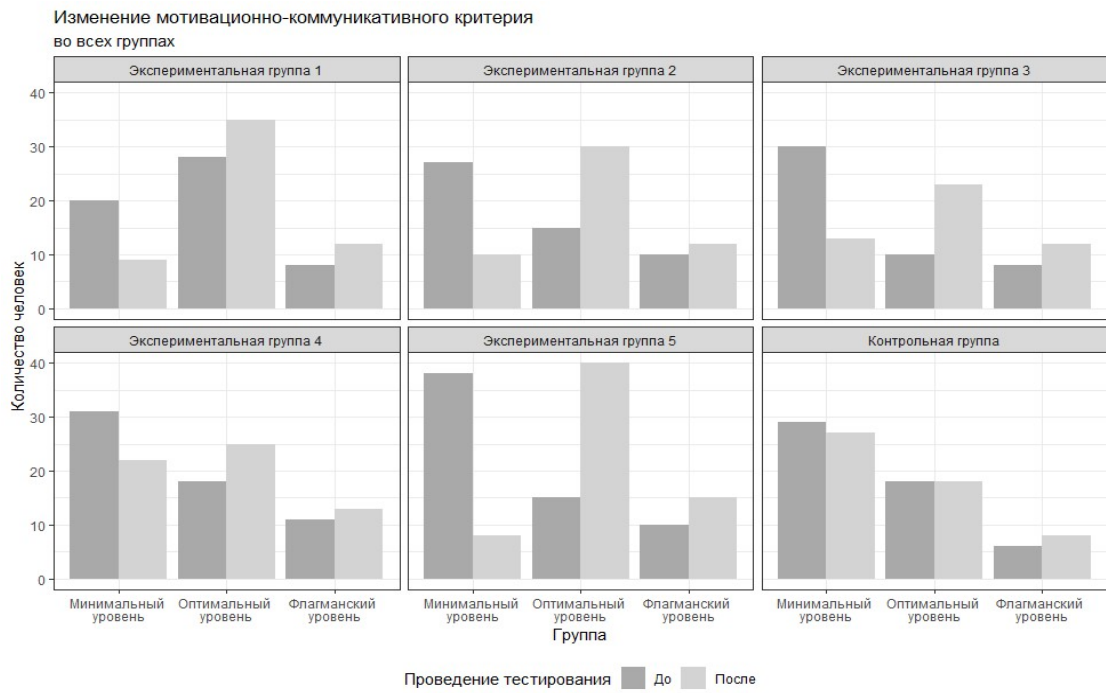 Изменение мотивационно-коммуникативного критерия
во всех группах
Экспериментальная группа 1
Экспериментальная группа 2
Экспериментальная группа 3
40
30
20
10
0
Количество человек
Экспериментальная группа 4
Экспериментальная группа 5
Контрольная группа
40
30
20
10
0
Минимальный
уровень
Оптимальный
уровень
Флагманский
уровень
Минимальный
уровень
Оптимальный
уровень
Флагманский
уровень
Минимальный
уровень
Оптимальный
уровень
Флагманский
уровень
Группа
Проведение тестирования До После